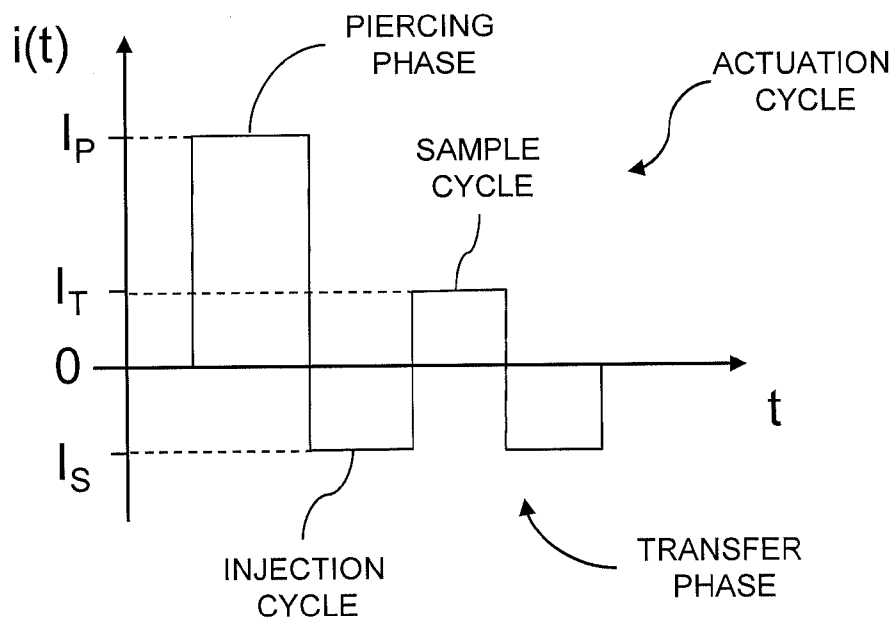 i(t)
PIERCING
PHASE
ACTUATION
CYCLE
I_P
SAMPLE
CYCLE
I_T
0
t
I_S
INJECTION
CYCLE
TRANSFER
PHASE